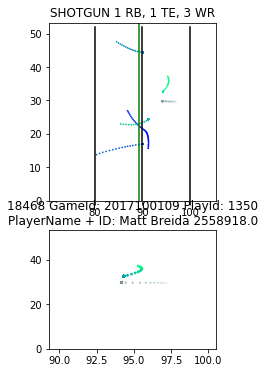 SHOTGUN 1 RB, 1 TE, 3 WR
50
40
30
20
10
0
80 90 100
18468 GameId: 2017100109 PlayId: 1350
PlayerName + ID: Matt Breida 2558918.0
40
20
0
90.0 92.5 95.0 97.5 100.0